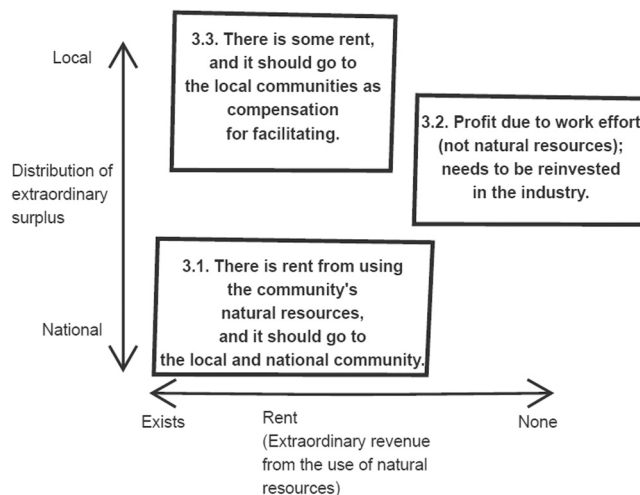 3.3. There is some rent,
and it should go to
the local communities as
compensation
for facilitating.
Local
3.2. Profit due to work effort
(not natural resources);
needs to be reinvested
in the industry.
Distribution of
extraordinary
surplus
3.1. There is rent from using
the community's
natural resources,
and it should go to
the local and national community.
National
Exists
Rent
None
(Extraordinary revenue
from the use of natural
resources)